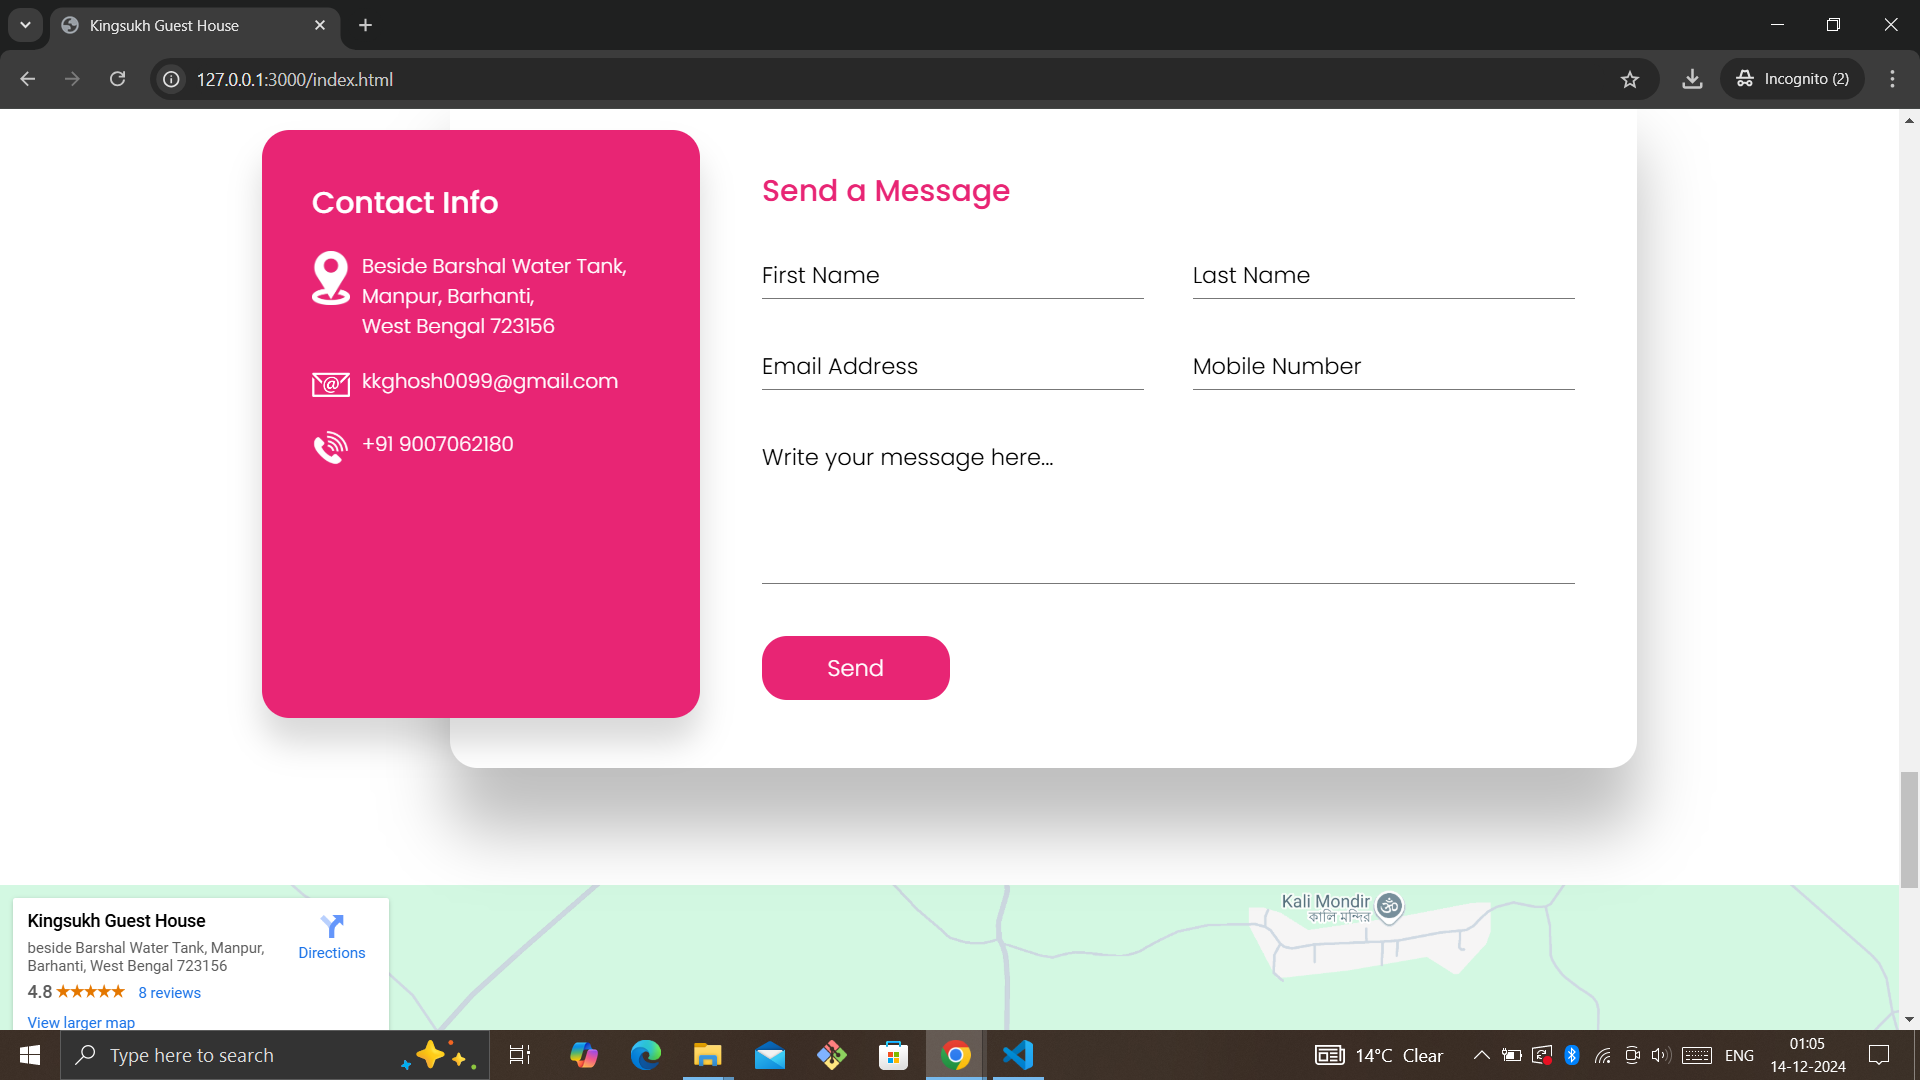 Kingsukh Guest House
127.0.0.1:3000/index.html
Incognito (2)
Contact Info
Beside Barshal Water Tank,
Manpur, Barhanti,
West Bengal 723156
kkghosh0099@gmail.com
+91 9007062180
Send a Message
First Name
Last Name
Email Address
Mobile Number
Write your message here...
Send
Kingsukh Guest House
beside Barshal Water Tank, Manpur,
Barhanti, West Bengal 723156
4.8
8 reviews
View larger map
Directions
Kali Mondir
কালি মন্দির
Type here to search
14°C Clear
ENG
01:05
14-12-2024